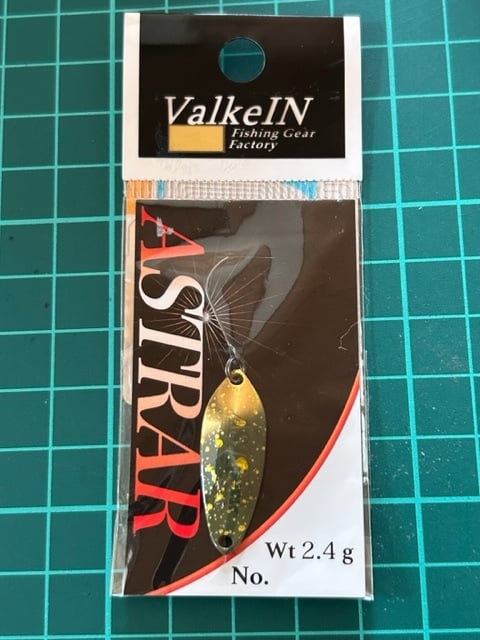 ValkeIN
Fishing Gear
Factory
ASTRAR
Wt 2.4 g
No.